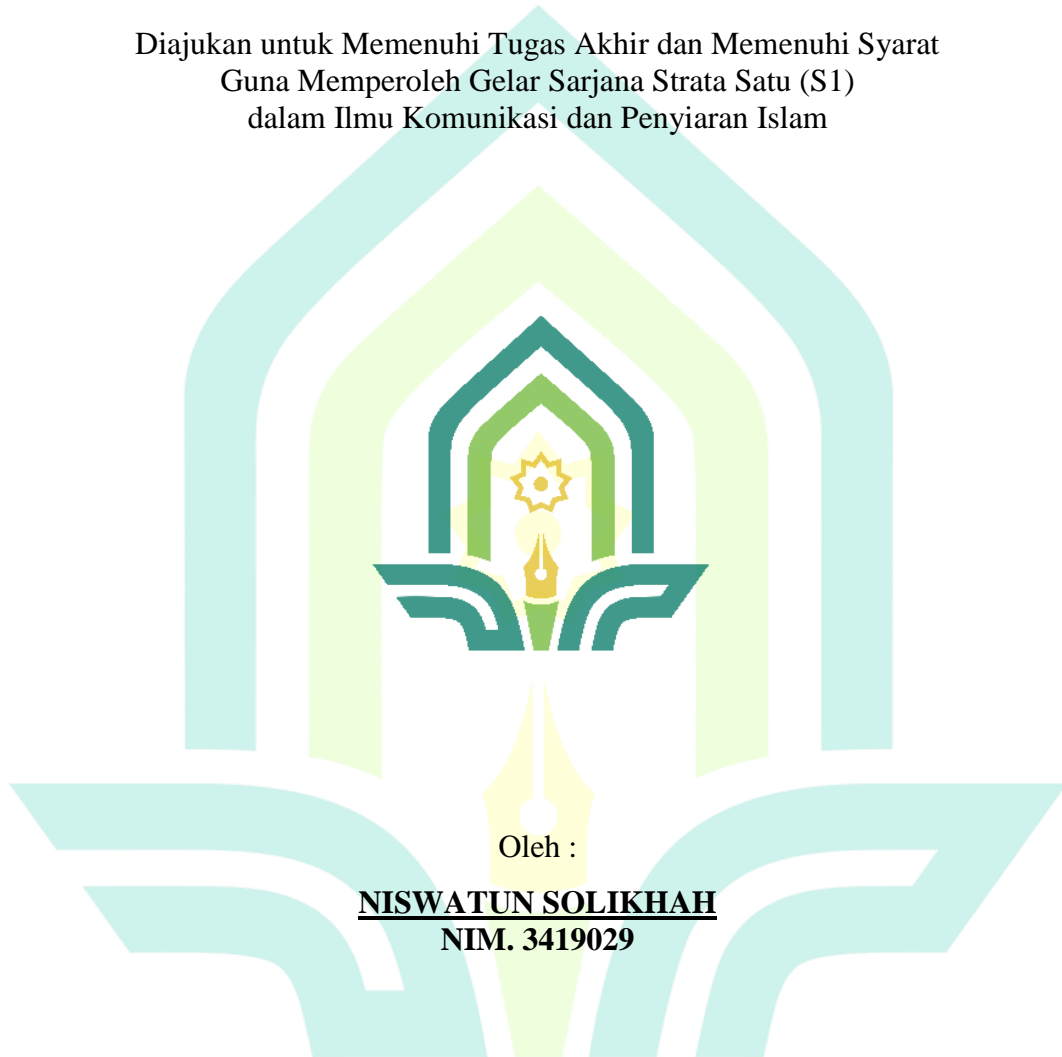 Diajukan untuk Memenuhi Tugas Akhir dan Memenuhi Syarat
Guna Memperoleh Gelar Sarjana Strata Satu (S1)
dalam Ilmu Komunikasi dan Penyiaran Islam
Oleh :
NISWATUN SOLIKHAH
NIM. 3419029